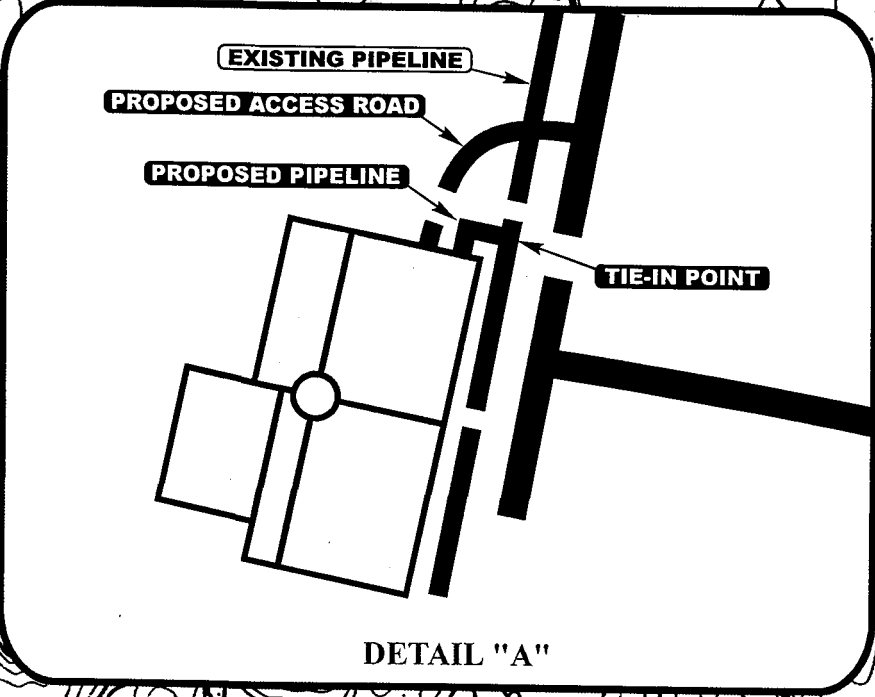 EXISTING PIPELINE
PROPOSED ACCESS ROAD
PROPOSED PIPELINE
TIE-IN POINT
DETAIL "A"